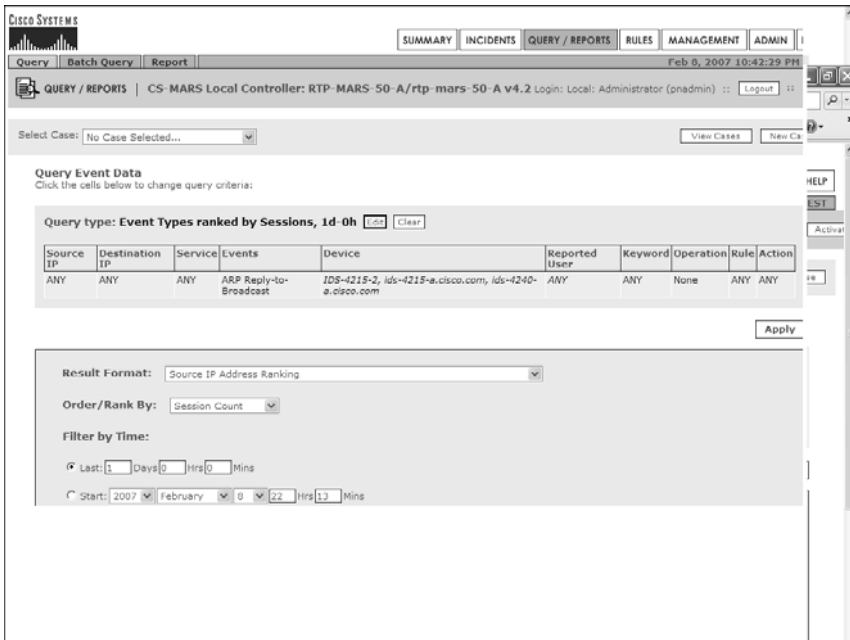 CISCO SYSTEMS
SUMMARY INCIDENTS QUERY / REPORTS RULES MANAGEMENT ADMIN
Query Batch Query Report Feb 8, 2007 10:42:29 PM
QUERY / REPORTS | CS-MARS Local Controller: RTP-MARS-50-A/rtp-mars-50-A v4.2 Login: Local: Administrator (pnadmin) :: Logout ::
Select Case: No Case Selected... View Cases New Ca
HELP
EST
Activat
Query Event Data
Click the cells below to change query criteria:
Query type: Event Types ranked by Sessions, 1d-0h Edit Clear
Source IP Destination IP Service Events Device Reported User Keyword Operation Rule Action
ANY ANY ANY ARP Reply-to-Broadcast IDS-4215-2, ids-4215-a.cisco.com, ids-4240-a.cisco.com ANY ANY None ANY ANY
Apply
Result Format: Source IP Address Ranking
Order/Rank By: Session Count
Filter by Time:
Last: 1 Days 0 Hrs 0 Mins
Start: 2007 February 8 22 Hrs 13 Mins